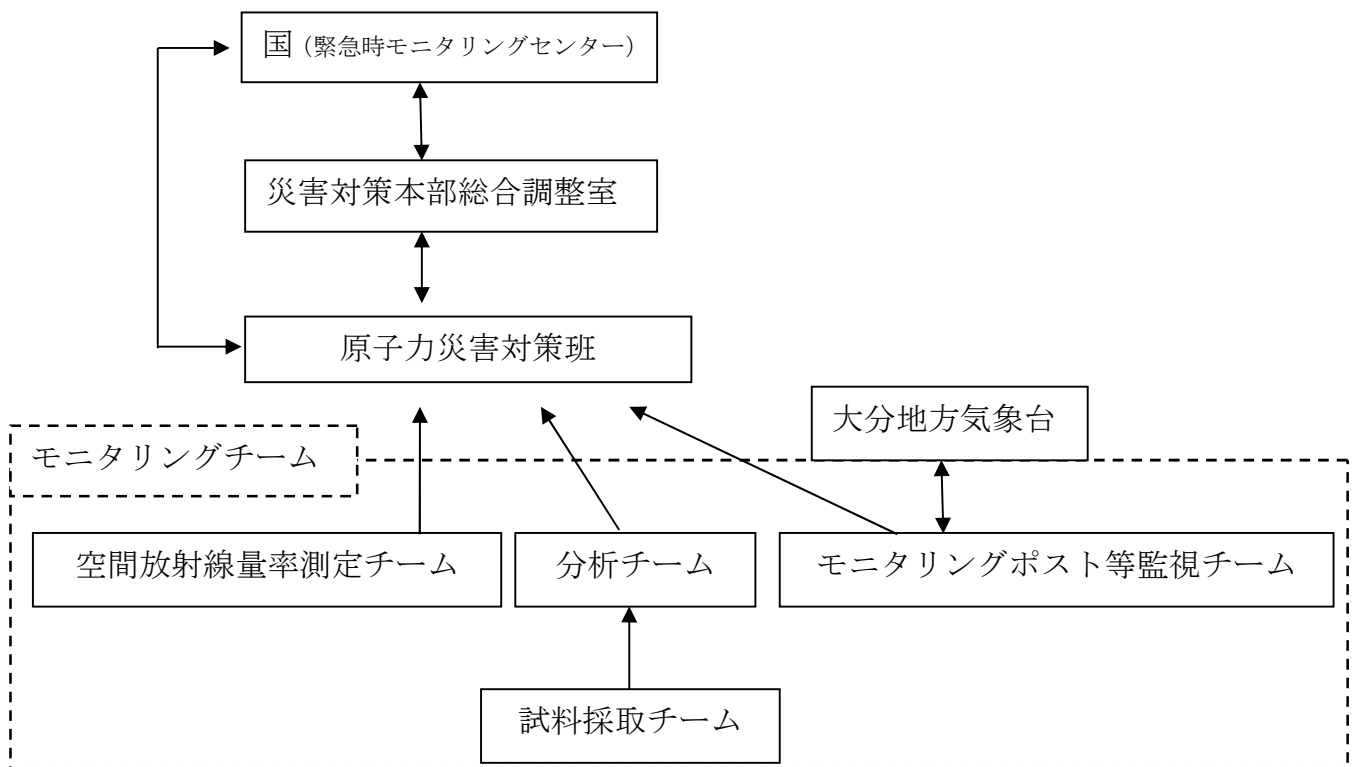 国（緊急時モニタリングセンター）
災害対策本部総合調整室
原子力災害対策班
大分地方気象台
モニタリングチーム
空間放射線量率測定チーム
分析チーム
モニタリングポスト等監視チーム
試料採取チーム